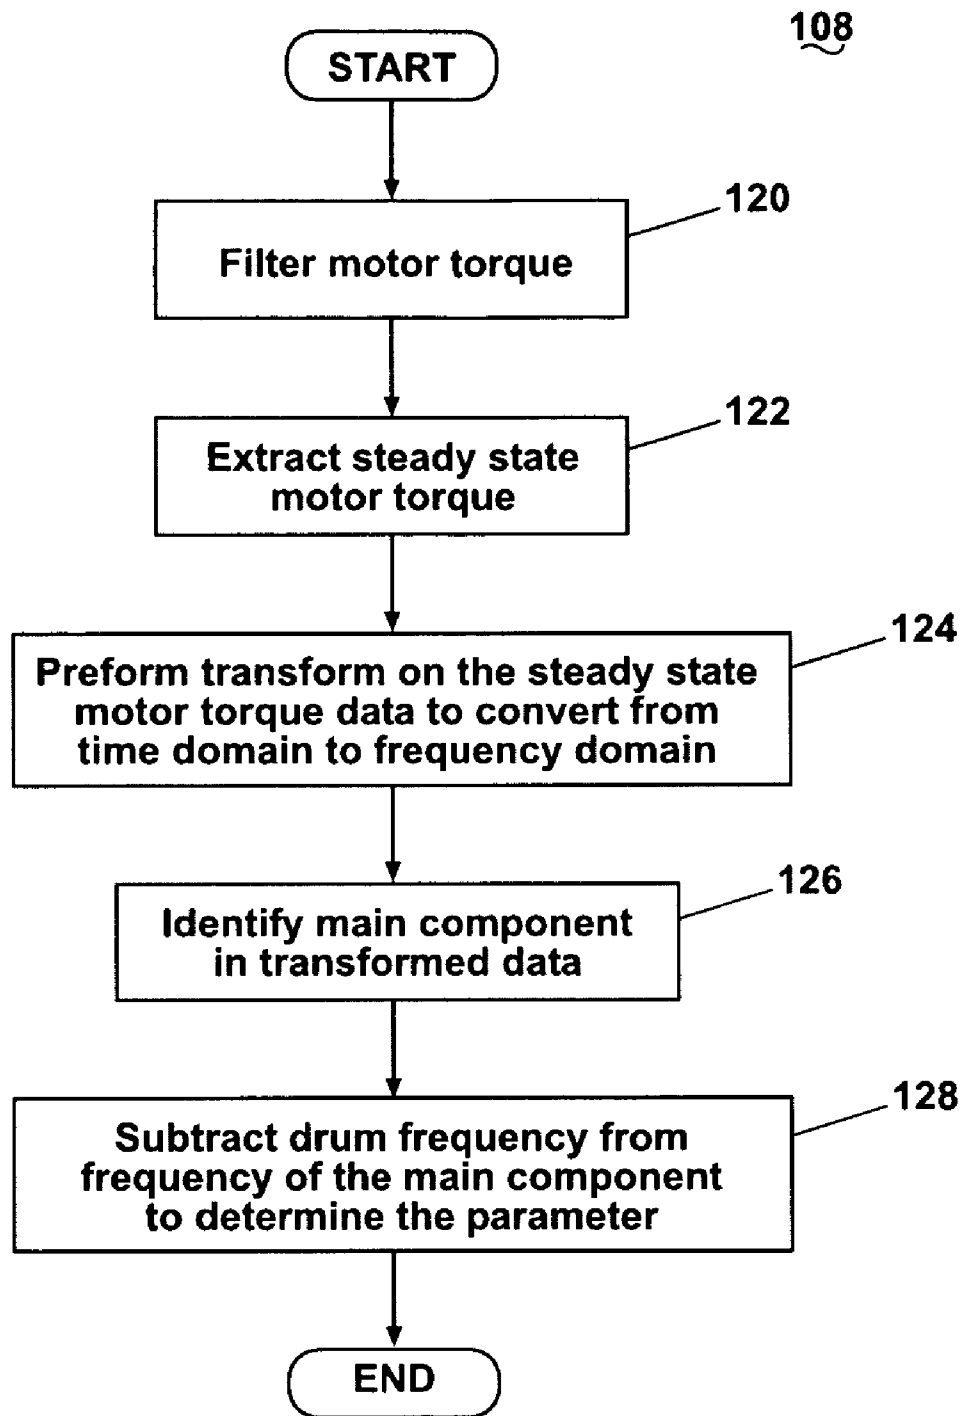 108
START
120
Filter motor torque
122
Extract steady state
motor torque
124
Preform transform on the steady state
motor torque data to convert from
time domain to frequency domain
126
Identify main component
in transformed data
128
Subtract drum frequency from
frequency of the main component
to determine the parameter
END